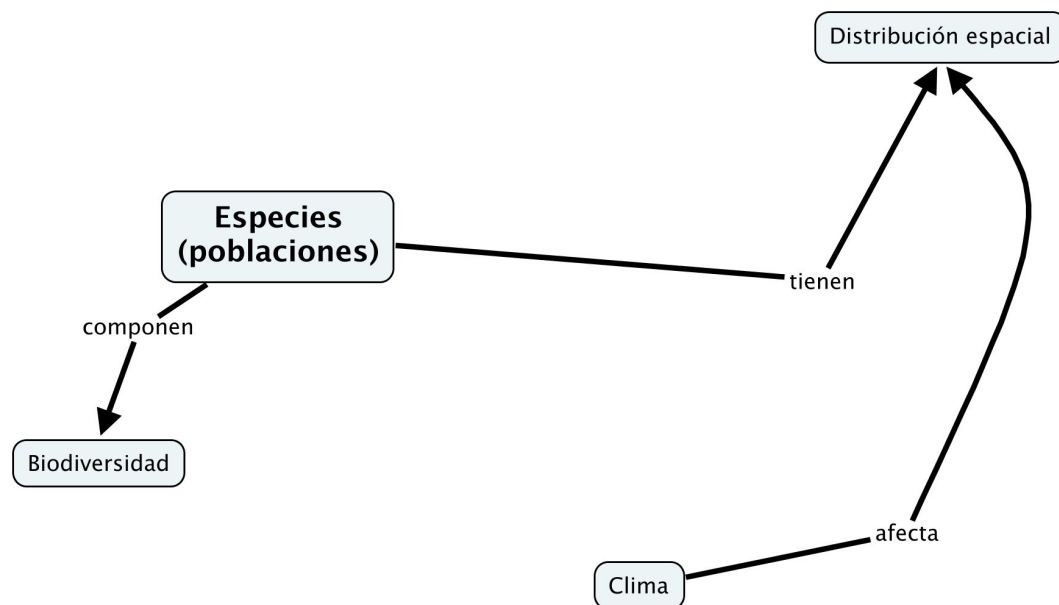 Distribución espacial
Especies
(poblaciones)
tienen
componen
Biodiversidad
afecta
Clima